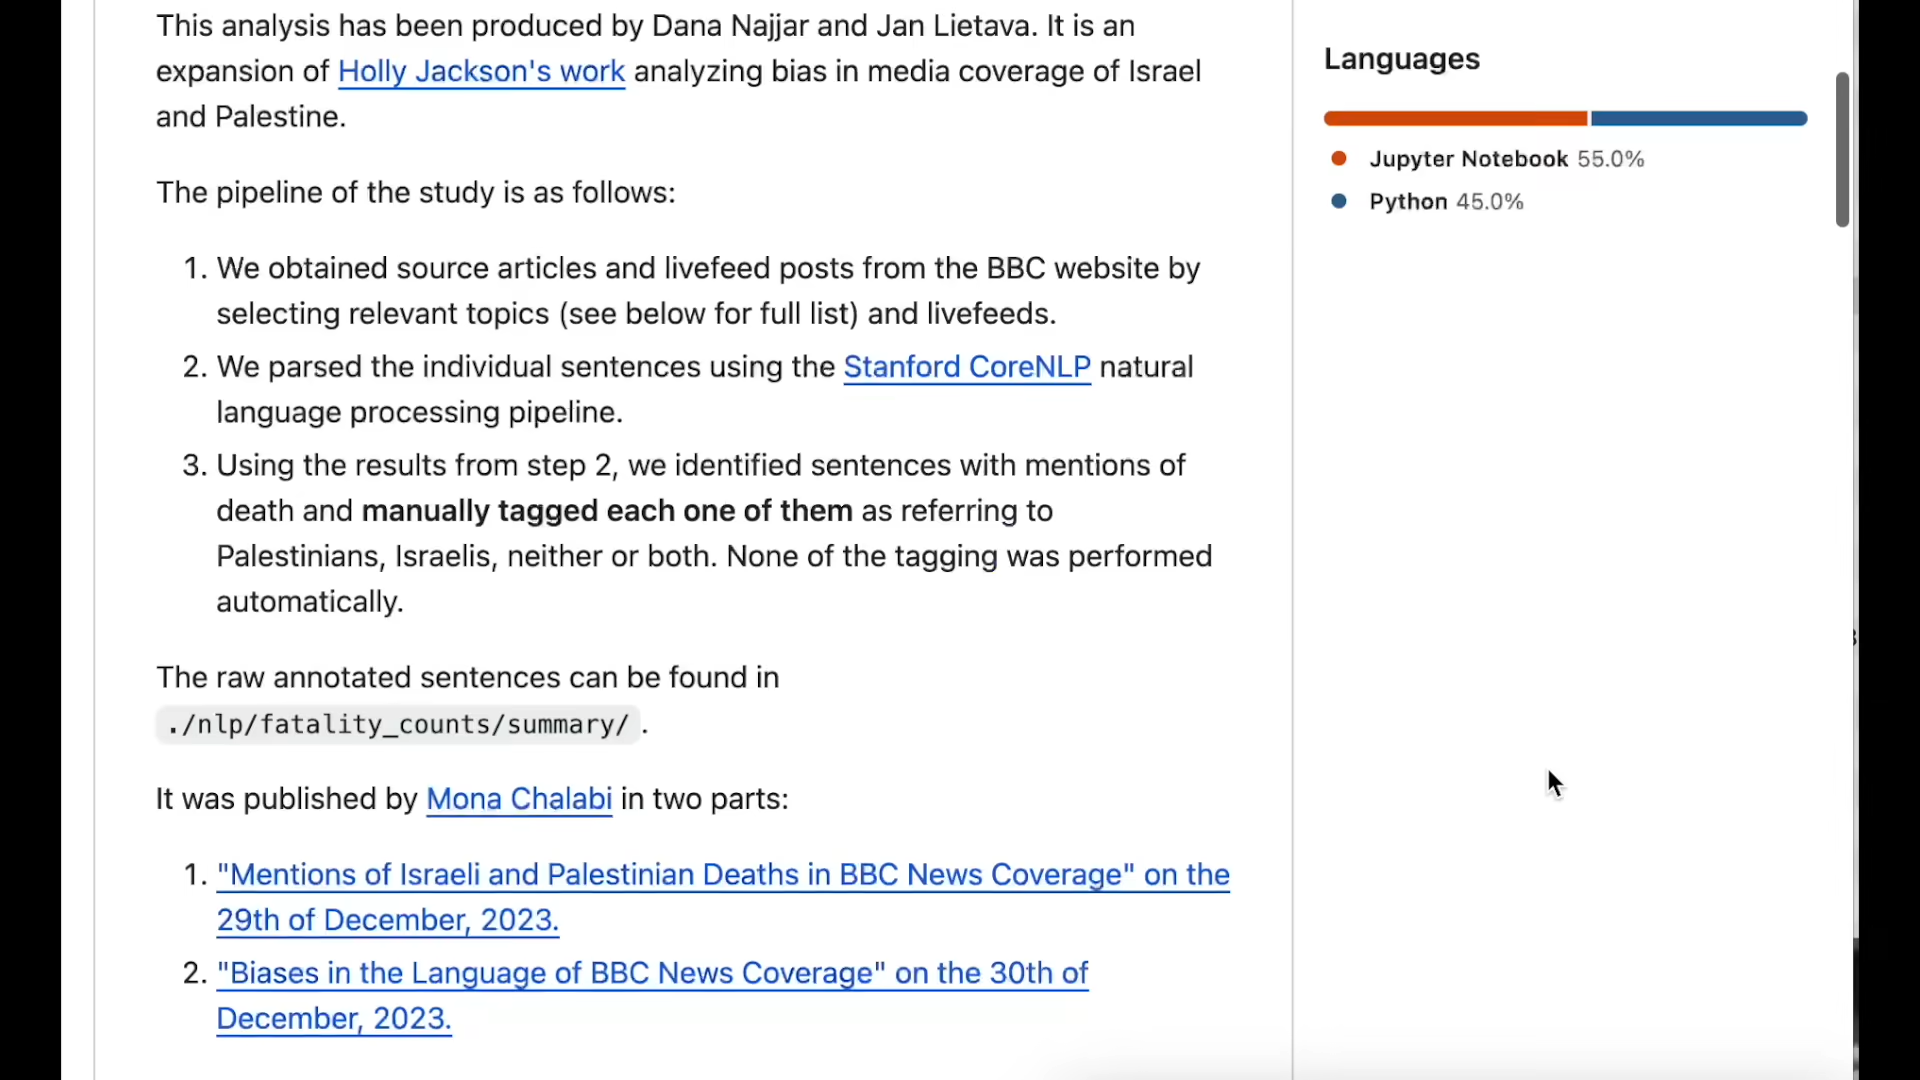 This analysis has been produced by Dana Najjar and Jan Lietava. It is an
expansion of Holly Jackson's work analyzing bias in media coverage of Israel
and Palestine.
The pipeline of the study is as follows:
1. We obtained source articles and livefeed posts from the BBC website by
selecting relevant topics (see below for full list) and livefeeds.
2. We parsed the individual sentences using the Stanford CoreNLP natural
language processing pipeline.
3. Using the results from step 2, we identified sentences with mentions of
death and manually tagged each one of them as referring to
Palestinians, Israelis, neither or both. None of the tagging was performed
automatically.
The raw annotated sentences can be found in
./nlp/fatality_counts/summary/ .
It was published by Mona Chalabi in two parts:
1. "Mentions of Israeli and Palestinian Deaths in BBC News Coverage" on the
29th of December, 2023.
2. "Biases in the Language of BBC News Coverage" on the 30th of
December, 2023.
Languages
Jupyter Notebook 55.0%
Python 45.0%